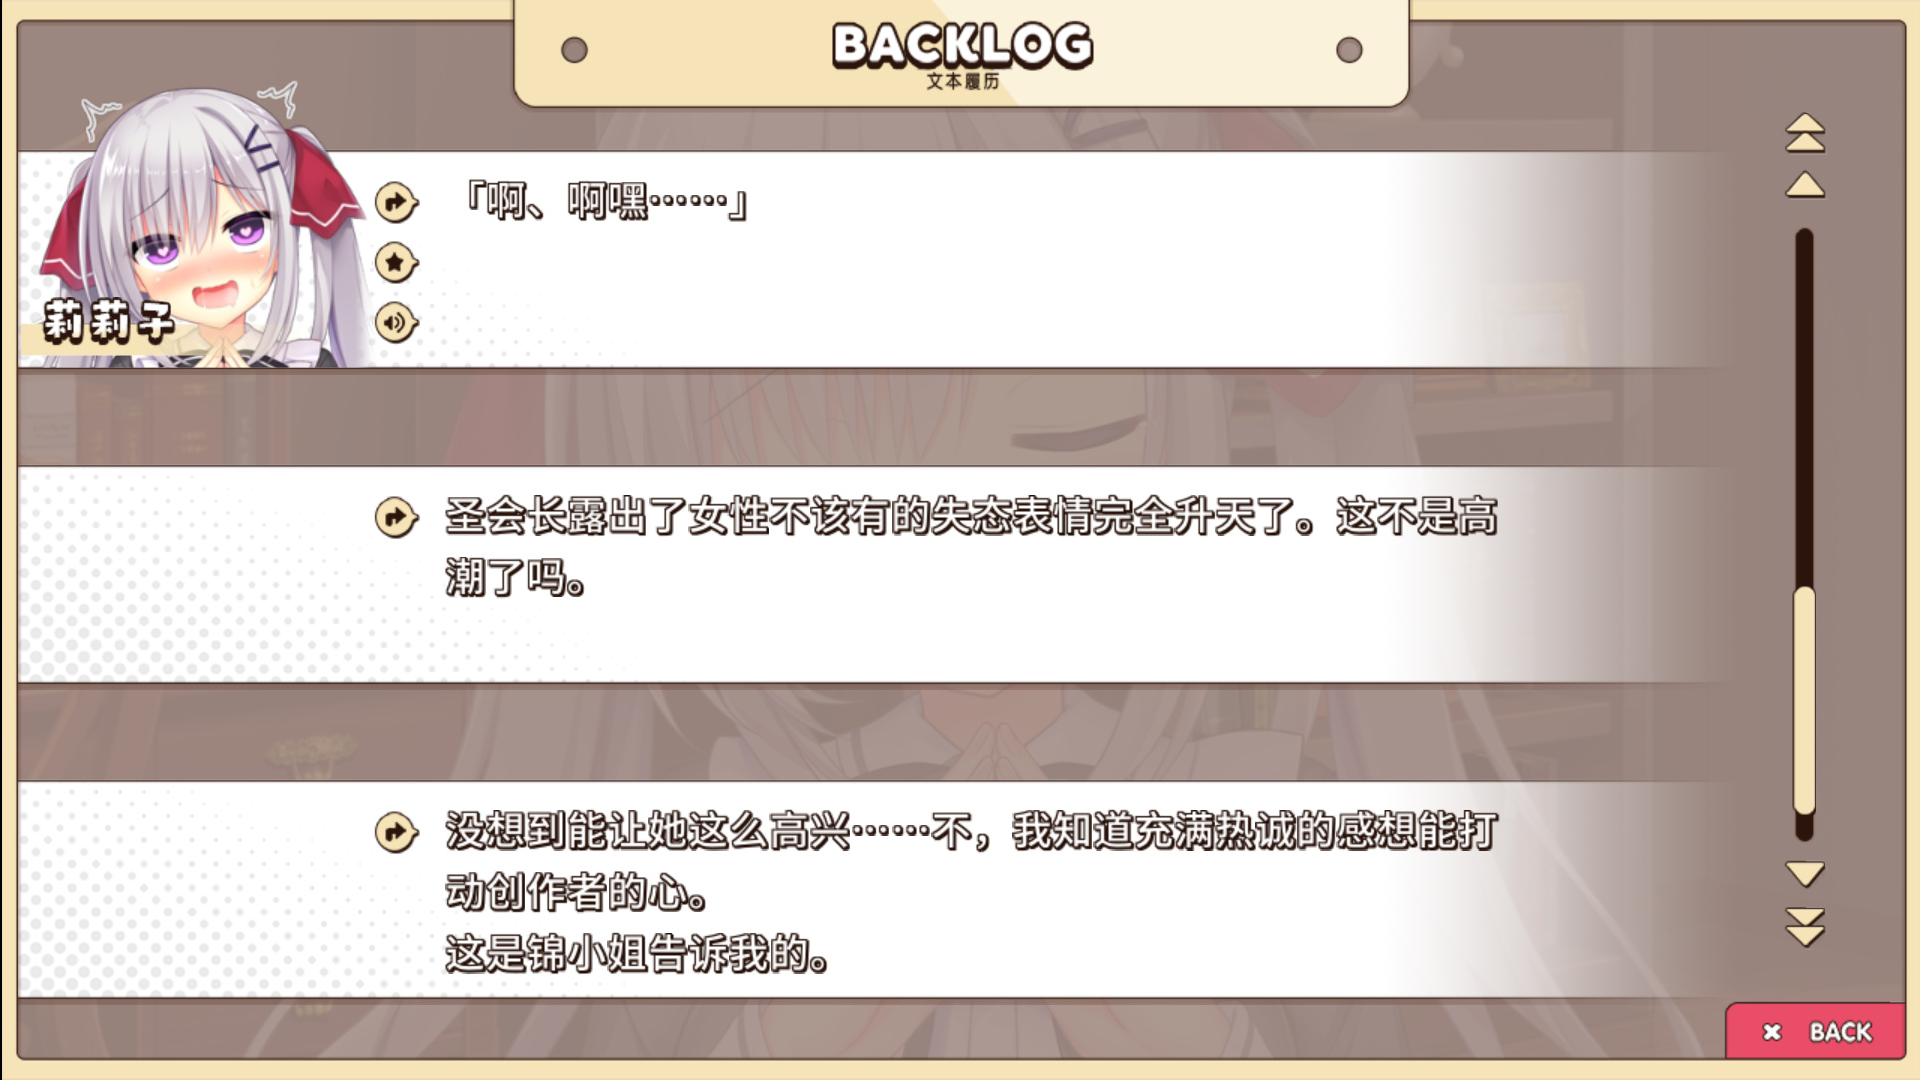 BACKLOG
文本履历
莉莉子
「啊、啊嘿……」
圣会长露出了女性不该有的失态表情完全升天了。这不是高
潮了吗。
没想到能让她这么高兴……不，我知道充满热诚的感想能打
动创作者的心。
这是锦小姐告诉我的。
BACK